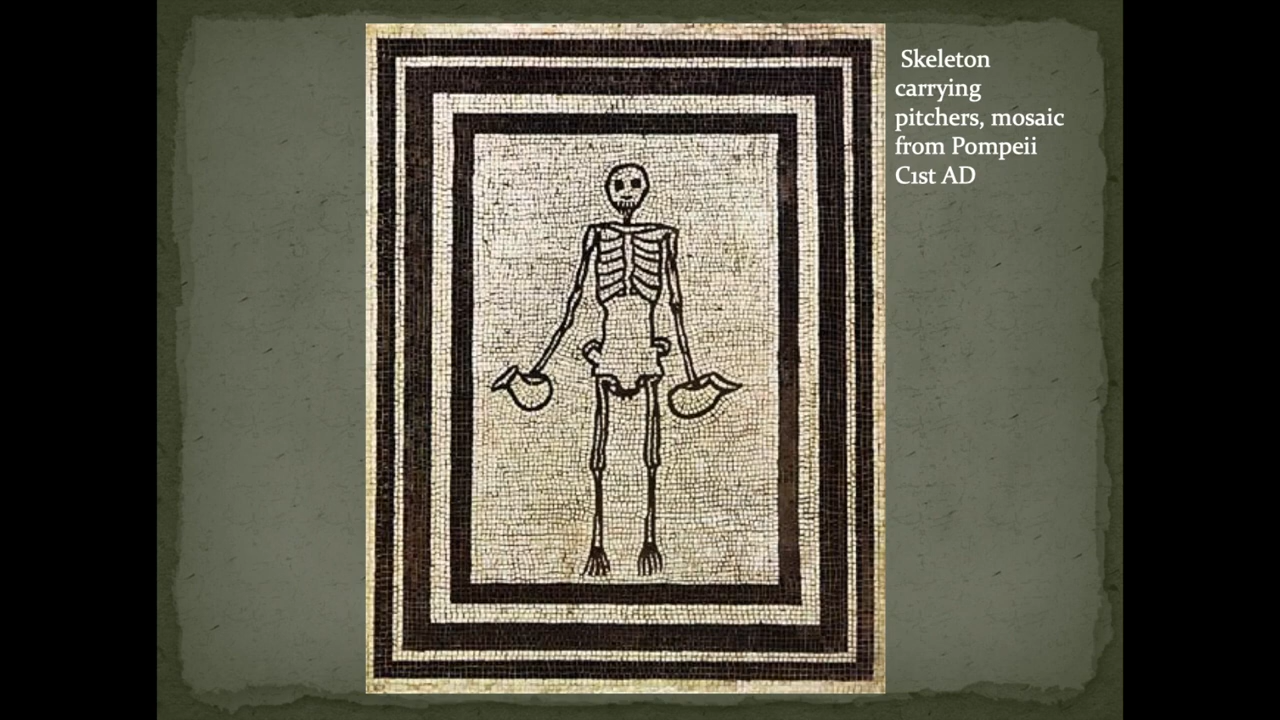 Skeleton
carrying
pitchers, mosaic
from Pompeii
C1st AD